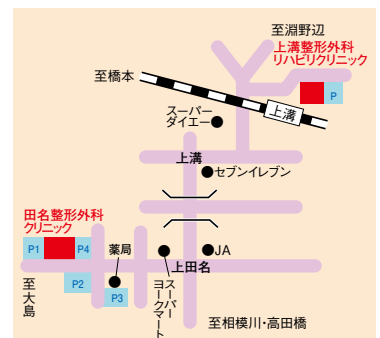 至淵野辺
上溝整形外科
リハビリクリニック
P
至橋本
上溝
スーパー
ダイエー
上溝
セブンイレブン
田名整形外科
クリニック
P1
P4
薬局
JA
上田名
P2
P3
至大島
スーパー
ヨークマート
至相模川・高田橋